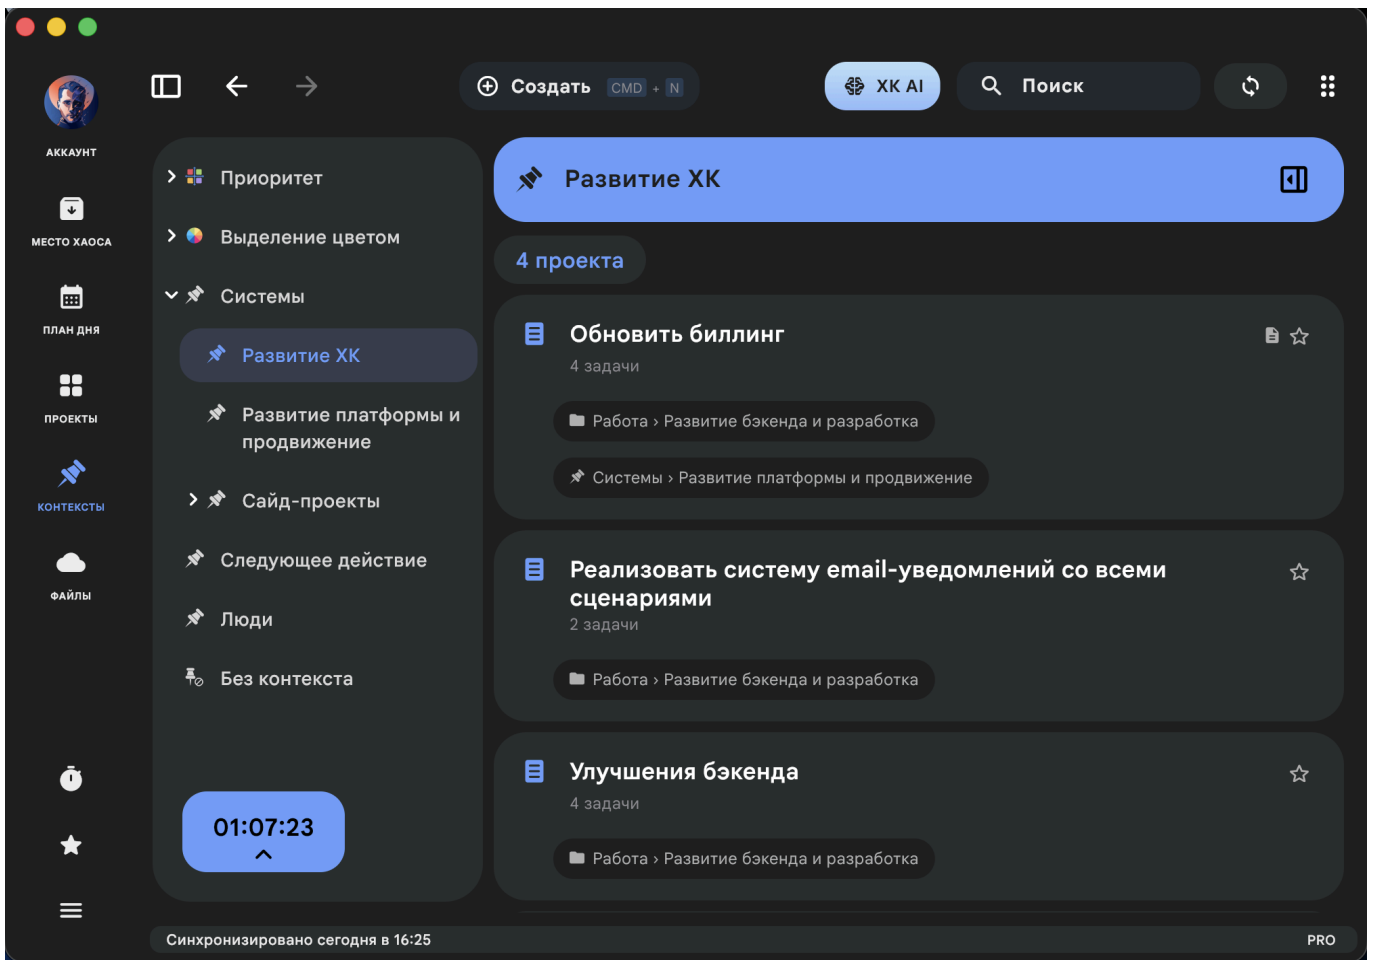 Создать CMD + N
ХК AI
Поиск
АККАУНТ
МЕСТО ХАОСА
ПЛАН ДНЯ
ПРОЕКТЫ
КОНТЕКСТЫ
ФАЙЛЫ
Приоритет
Выделение цветом
Системы
Развитие ХК
Развитие платформы и
продвижение
Сайд-проекты
Следующее действие
Люди
Без контекста
01:07:23
Развитие ХК
4 проекта
Обновить биллинг
4 задачи
Работа › Развитие бэкенда и разработка
Системы › Развитие платформы и продвижение
Реализовать систему email-уведомлений со всеми
сценариями
2 задачи
Работа › Развитие бэкенда и разработка
Улучшения бэкенда
4 задачи
Работа › Развитие бэкенда и разработка
Синхронизировано сегодня в 16:25
PRO